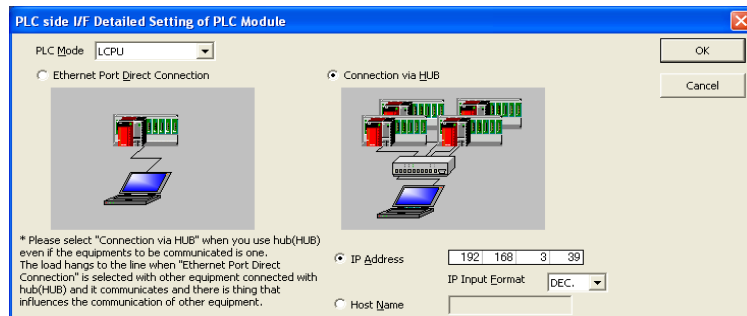 PLC side I/F Detailed Setting of PLC Module
PLC Mode LCPU
OK
Ethernet Port Direct Connection
Connection via HUB
Cancel
* Please select "Connection via HUB" when you use hub(HUB)
even if the equipments to be communicated is one.
The load hangs to the line when "Ethernet Port Direct
Connection" is selected with other equipment connected with
hub(HUB) and it communicates and there is thing that
influences the communication of other equipment.
IP Address 192 168 3 39
IP Input Format DEC.
Host Name